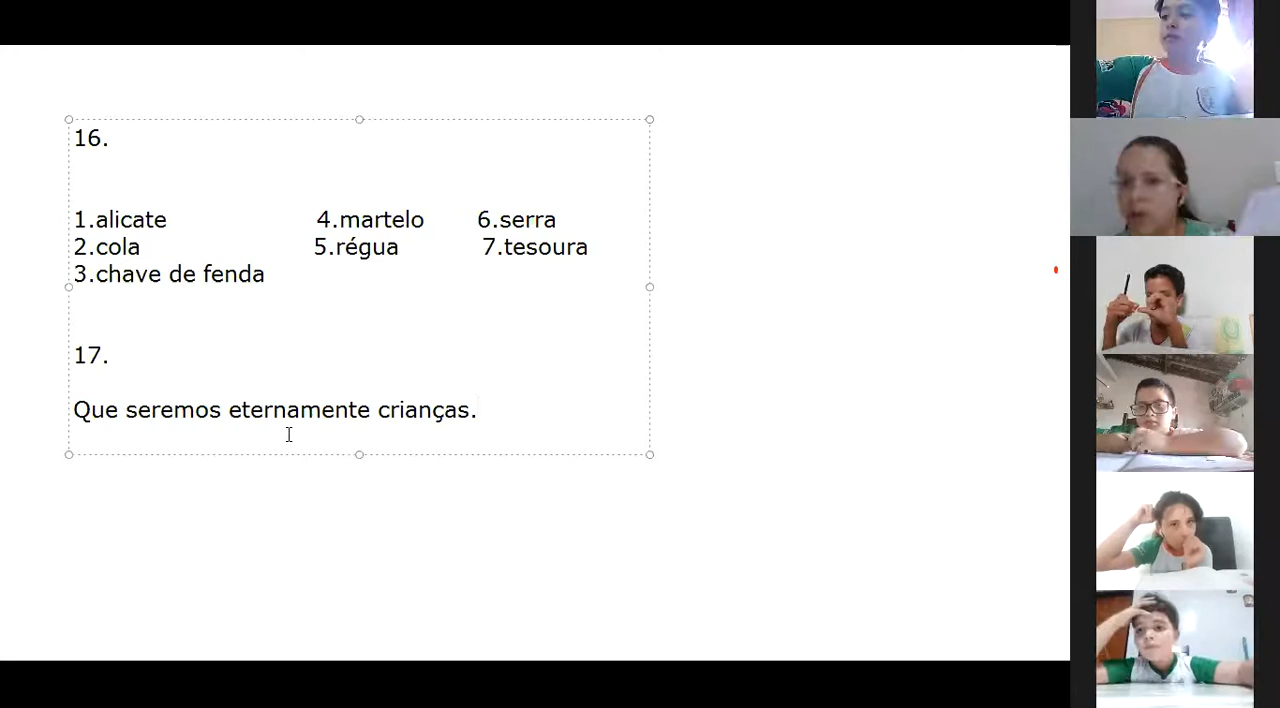 16.
1.alicate 4.martelo 6.serra
2.cola 5.régua 7.tesoura
3.chave de fenda
17.
Que seremos eternamente crianças.